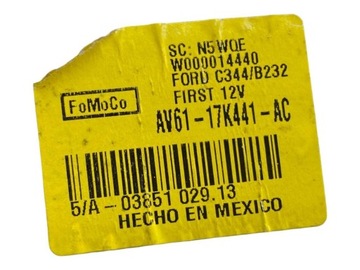 SC: N5WQE
W000014440
FORD C344/B232
FIRST 12V
FoMoCo
AV61-17K441-AC
5/A-03851 029.13
HECHO EN MEXICO